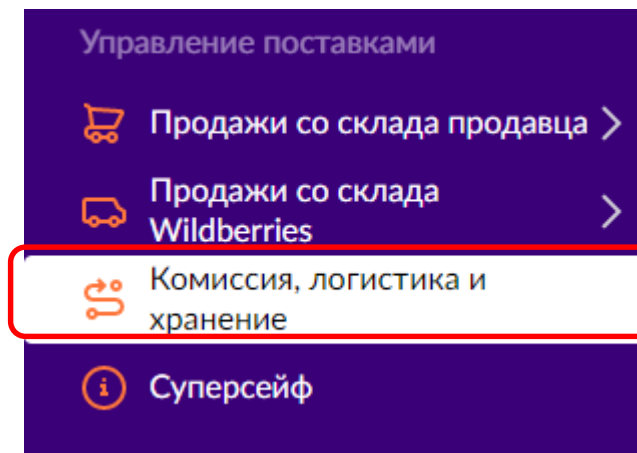 Управление поставками
Продажи со склада продавца
Продажи со склада
Wildberries
Комиссия, логистика и
хранение
Суперсейф